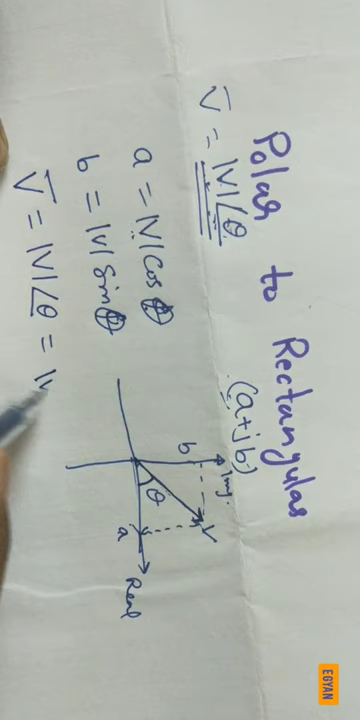 Polar to Rectangular
(a+jb)
V̅ = |V|∠θ
a = |V| Cos θ
b = |V| Sin θ
V̅ = |V|∠θ = |V
Img.
b
V
θ
a
Real
EGYAN